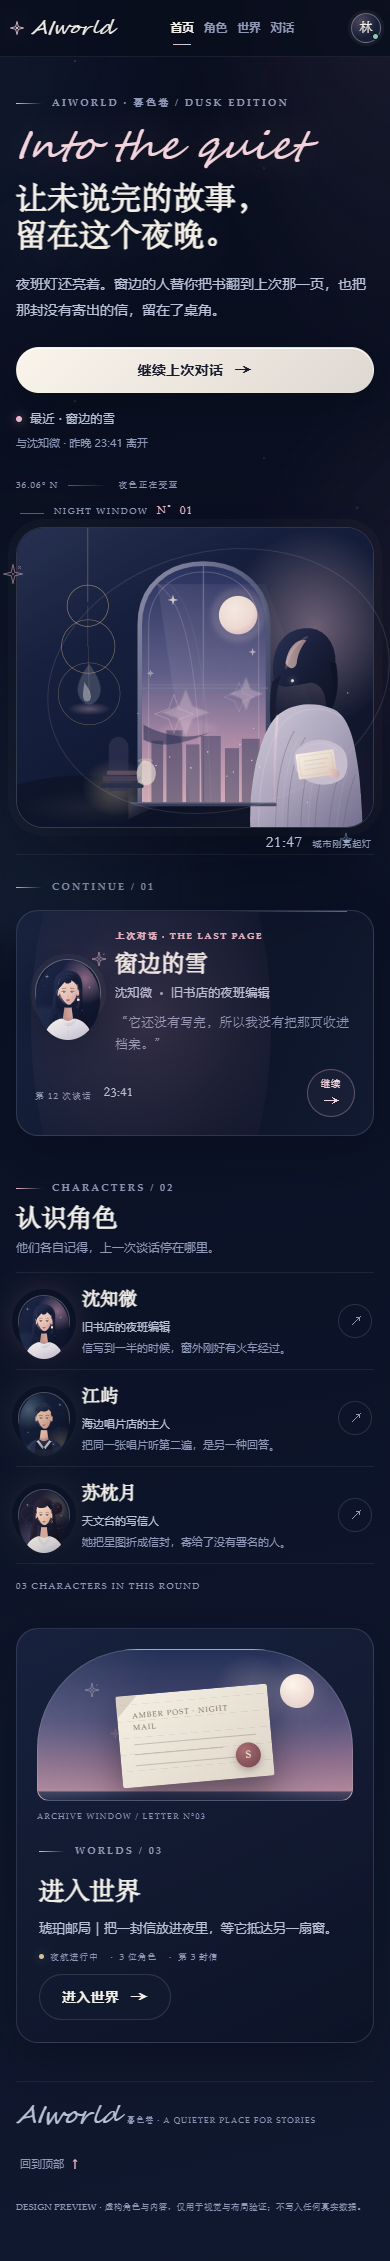 AIworld
首页 角色 世界 对话
林
AIWORLD · 暮色卷 / DUSK EDITION
Into the quiet
让未说完的故事，
留在这个夜晚。
夜班灯还亮着。窗边的人替你把书翻到上次那一页，也把
那封没有寄出的信，留在了桌角。
继续上次对话 →
最近 · 窗边的雪
与沈知微 · 昨晚 23:41 离开
36.06° N 夜色正在受蓝
NIGHT WINDOW N° 01
21:47 城市刚亮起灯
CONTINUE / 01
上次对话 · THE LAST PAGE
窗边的雪
沈知微 · 旧书店的夜班编辑
“它还没有写完，所以我没有把那页收进
档案。”
第 12 次谈话 23:41
继续
→
CHARACTERS / 02
认识角色
他们各自记得，上一次谈话停在哪里。
沈知微
旧书店的夜班编辑
信写到一半的时候，窗外刚好有火车经过。
↗
江屿
海边唱片店的主人
把同一张唱片听第二遍，是另一种回答。
↗
苏枕月
天文台的写信人
她把星图折成信封，寄给了没有署名的人。
↗
03 CHARACTERS IN THIS ROUND
AMBER POST · NIGHT
MAIL
S
ARCHIVE WINDOW / LETTER N°03
WORLDS / 03
进入世界
琥珀邮局 | 把一封信放进夜里，等它抵达另一扇窗。
夜航进行中 · 3 位角色 · 第 3 封信
进入世界 →
AIworld 暮色卷 · A QUIETER PLACE FOR STORIES
回到顶部 ↑
DESIGN PREVIEW · 虚构角色与内容，仅用于视觉与布局验证；不写入任何真实数据。